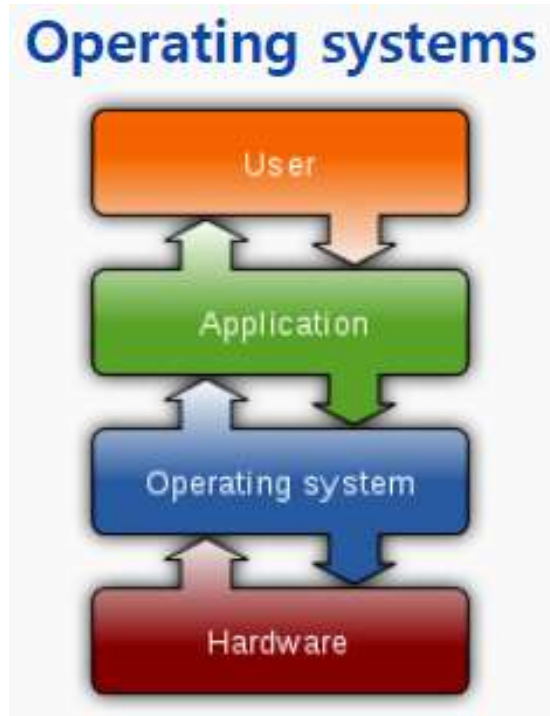 Operating systems
User
Application
Operating system
Hardware